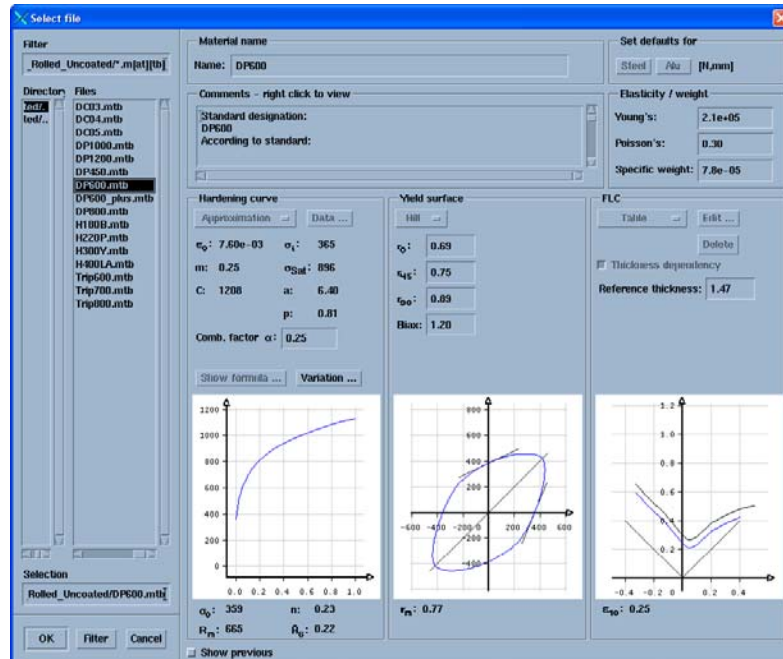 Select file
Filter
_Rolled_Uncoated/*.m[at][tb]
Directory Files
ted/.
ted/..
DC03.mtb
DC04.mtb
DC05.mtb
DP1000.mtb
DP1200.mtb
DP450.mtb
DP600.mtb
DP600_plus.mtb
DP800.mtb
H180B.mtb
H220P.mtb
H300Y.mtb
H400LA.mtb
Trip600.mtb
Trip700.mtb
Trip800.mtb
Selection
Rolled_Uncoated/DP600.mtb
OK Filter Cancel
Material name
Name: DP600
Set defaults for
Steel Alu [N,mm]
Comments - right click to view
Standard designation:
DP600
According to standard:
Elasticity / weight
Young's: 2.1e+05
Poisson's: 0.30
Specific weight: 7.8e-05
Hardening curve
Approximation Data ...
ε₀: 7.60e-03 σᵢ: 365
m: 0.25 σSat: 896
C: 1208 a: 6.40
p: 0.81
Comb. factor α: 0.25
Show formula ... Variation ...
1200
1000
800
600
400
200
0
0.0 0.2 0.4 0.6 0.8 1.0
σ₀: 359 n: 0.23
Rm: 665 
Yield surface
Hill
r₀: 0.69
r₄₅: 0.75
r₉₀: 0.89
Biax: 1.20
800
400
0
-400
-600 -200 0 200 400 600
rm: 0.77
FLC
Table Edit ...
Delete
Thickness dependency
Reference thickness: 1.47
1.2
0.8
0.6
0.4
-0.4 -0.2 0 0.2 0.4
ε₁₀: 0.25
Show previous